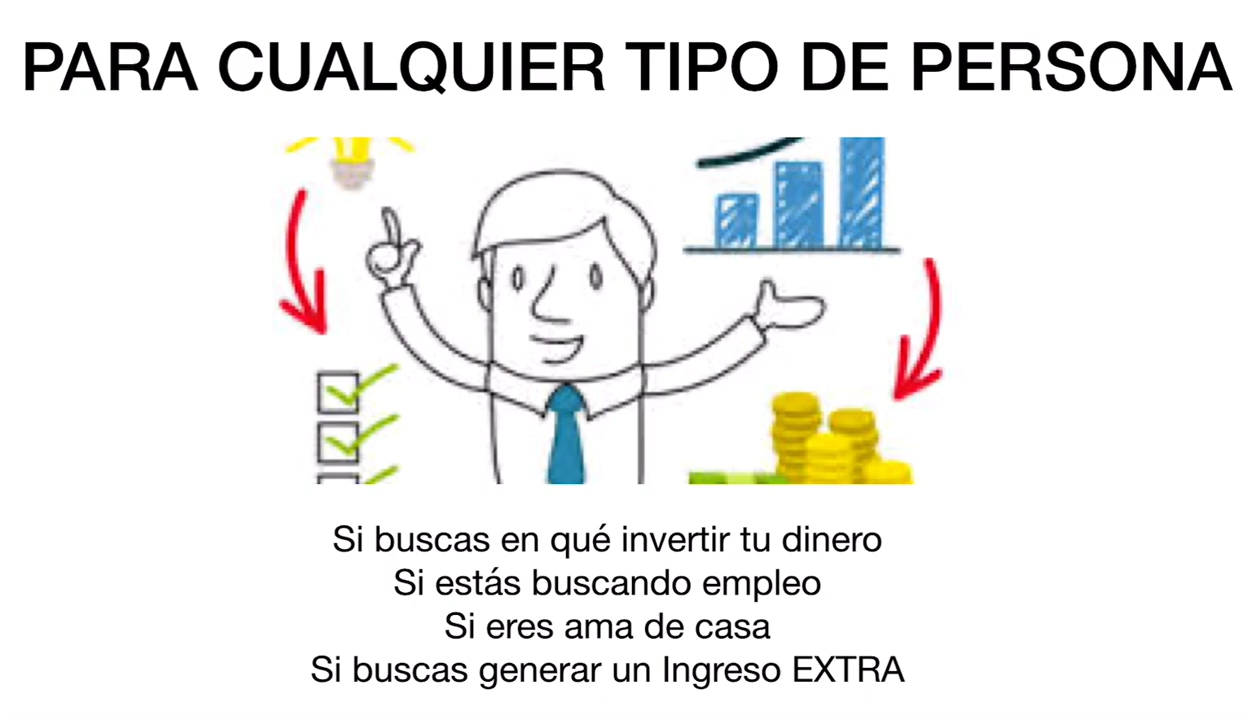 PARA CUALQUIER TIPO DE PERSONA
Si buscas en qué invertir tu dinero
Si estás buscando empleo
Si eres ama de casa
Si buscas generar un Ingreso EXTRA